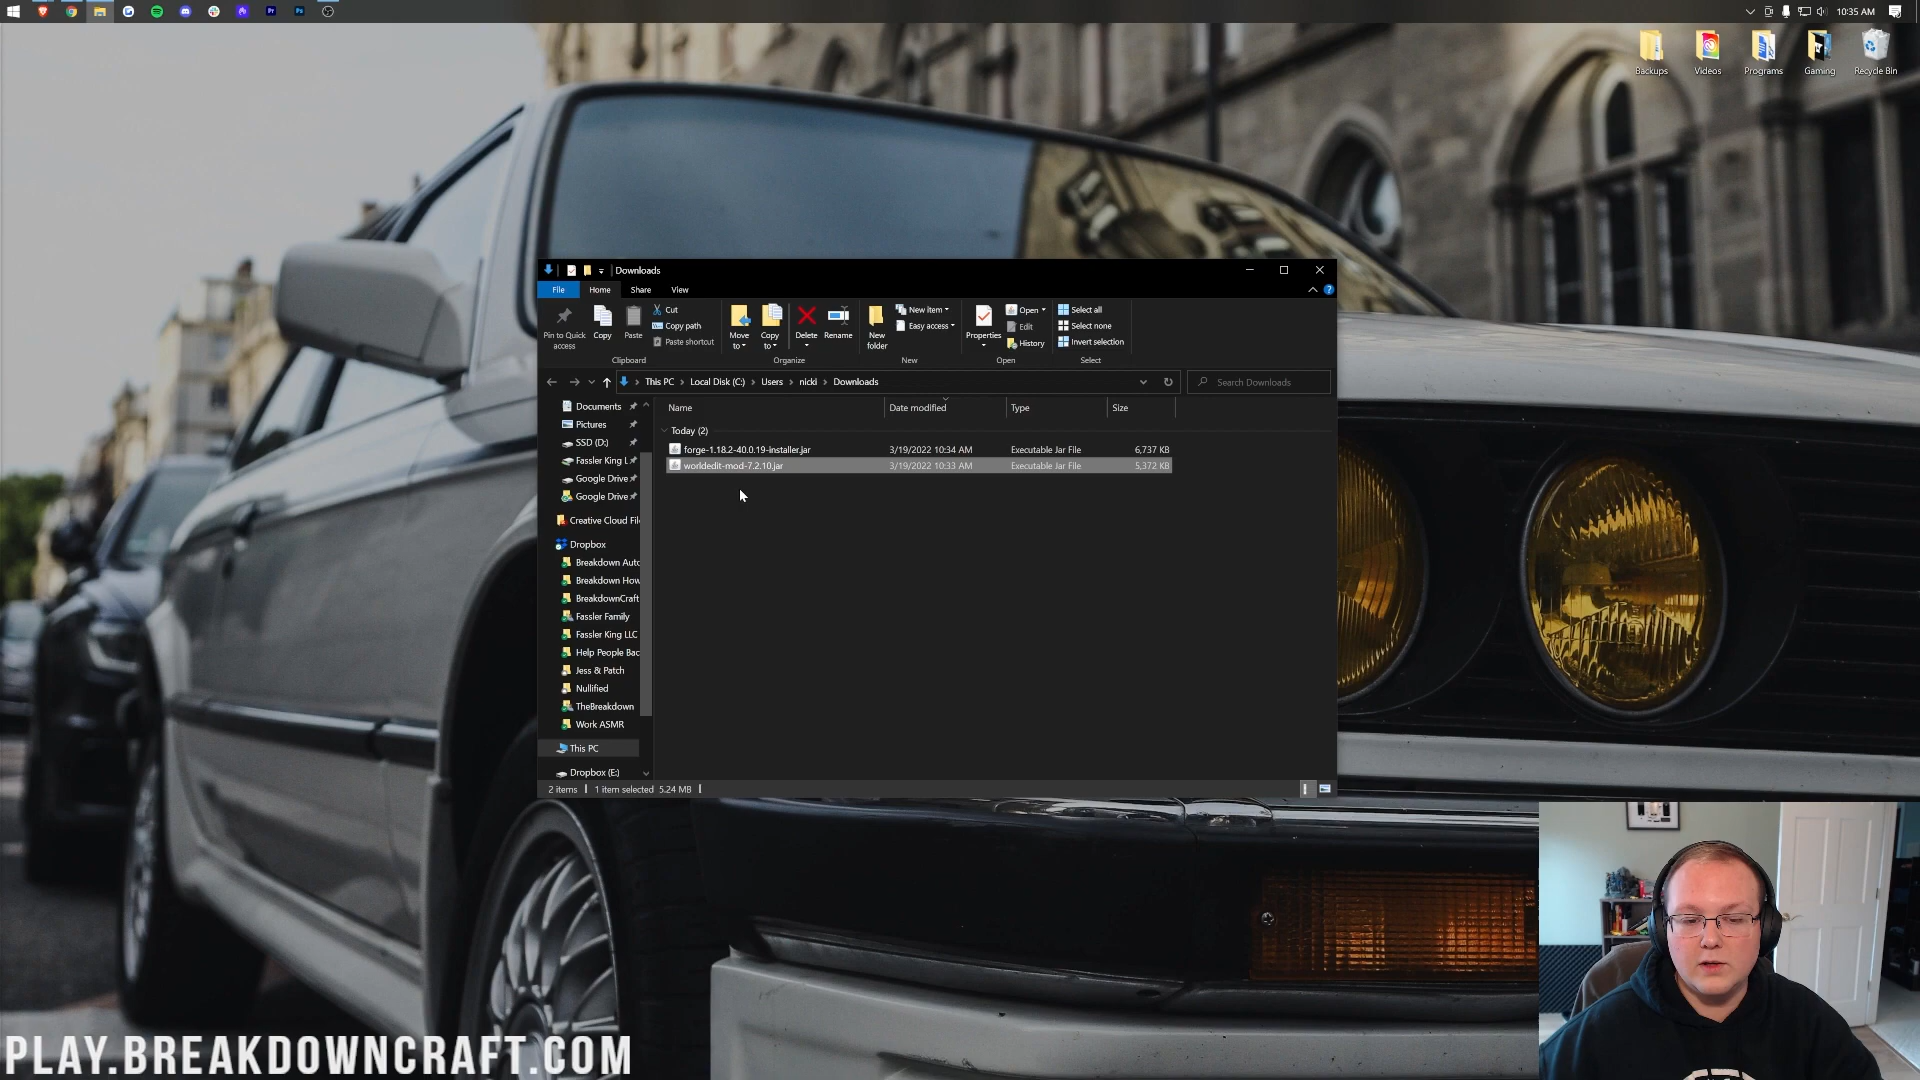 10:35 AM
Backups
Videos
Programs
Gaming
Recycle Bin
Downloads
File
Home
Share
View
Pin to Quick access
Copy
Paste
Cut
Copy path
Paste shortcut
Clipboard
Move to
Copy to
Delete
Rename
Organize
New folder
New item
Easy access
New
Properties
Open
Edit
History
Open
Select all
Select none
Invert selection
Select
This PC
Local Disk (C:)
Users
nicki
Downloads
Search Downloads
Documents
Pictures
SSD (D:)
Fassler King L
Google Drive
Google Drive
Creative Cloud Fil
Dropbox
Breakdown Auto
Breakdown How
BreakdownCraft
Fassler Family
Fassler King LLC
Help People Bac
Jess & Patch
Nullified
TheBreakdown
Work ASMR
This PC
Dropbox (E:)
Name Date modified Type Size
Today (2)
forge-1.18.2-40.0.19-installer.jar 3/19/2022 10:34 AM Executable Jar File 6,737 KB
worldedit-mod-7.2.10.jar 3/19/2022 10:33 AM Executable Jar File 5,372 KB
2 items 1 item selected 5.24 MB
PLAY.BREAKDOWNCRAFT.COM